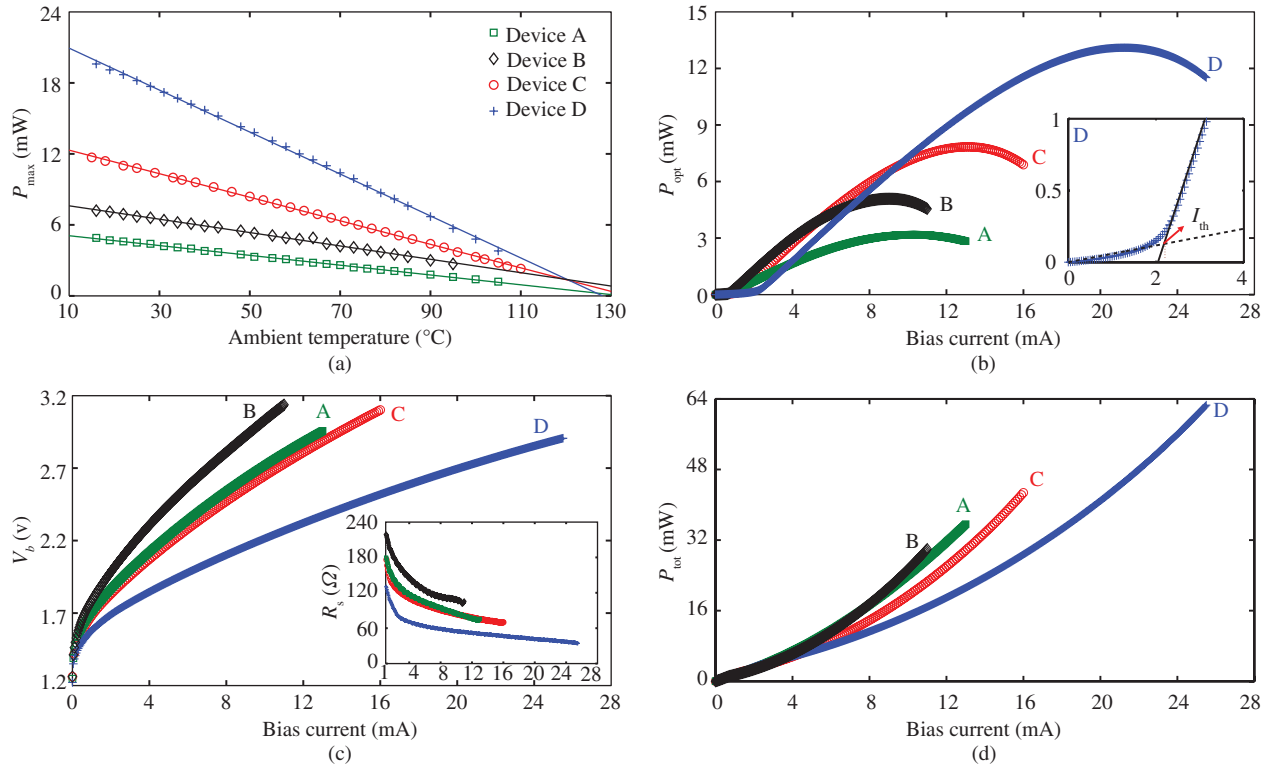 24
18
12
6
0
P_max (mW)
10 30 50 70 90 110 130
Ambient temperature (°C)
(a)
Device A
Device B
Device C
Device D
15
12
9
6
3
0
P_opt (mW)
0 4 8 12 16 20 24 28
Bias current (mA)
(b)
D
C
B
A
D
1
0.5
0
0 2 4
I_th
3.2
2.7
2.2
1.7
1.2
V_b (v)
0 4 8 12 16 20 24 28
Bias current (mA)
(c)
B
A
C
D
240
180
120
60
0
R_s (Ω)
1 4 8 12 16 20 24 28
64
48
32
16
0
P_tot (mW)
0 4 8 12 16 20 24 28
Bias current (mA)
(d)
D
C
A
B